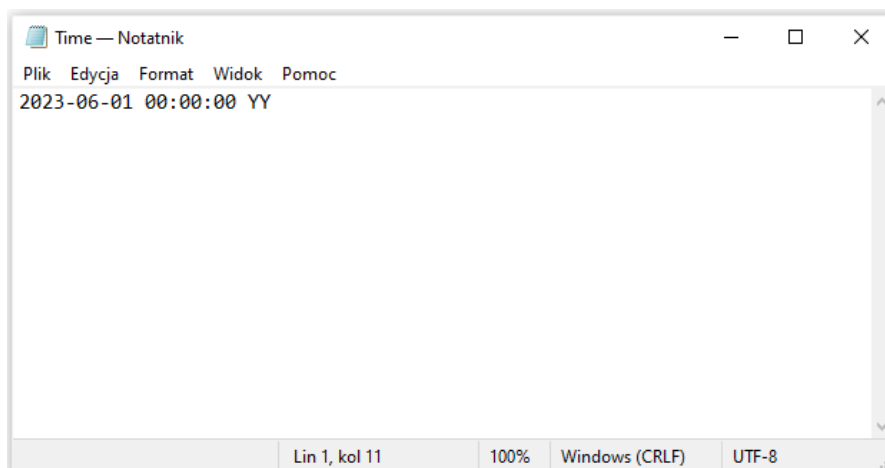 Time — Notatnik
Plik Edycja Format Widok Pomoc
2023-06-01 00:00:00 YY
Lin 1, kol 11 100% Windows (CRLF) UTF-8